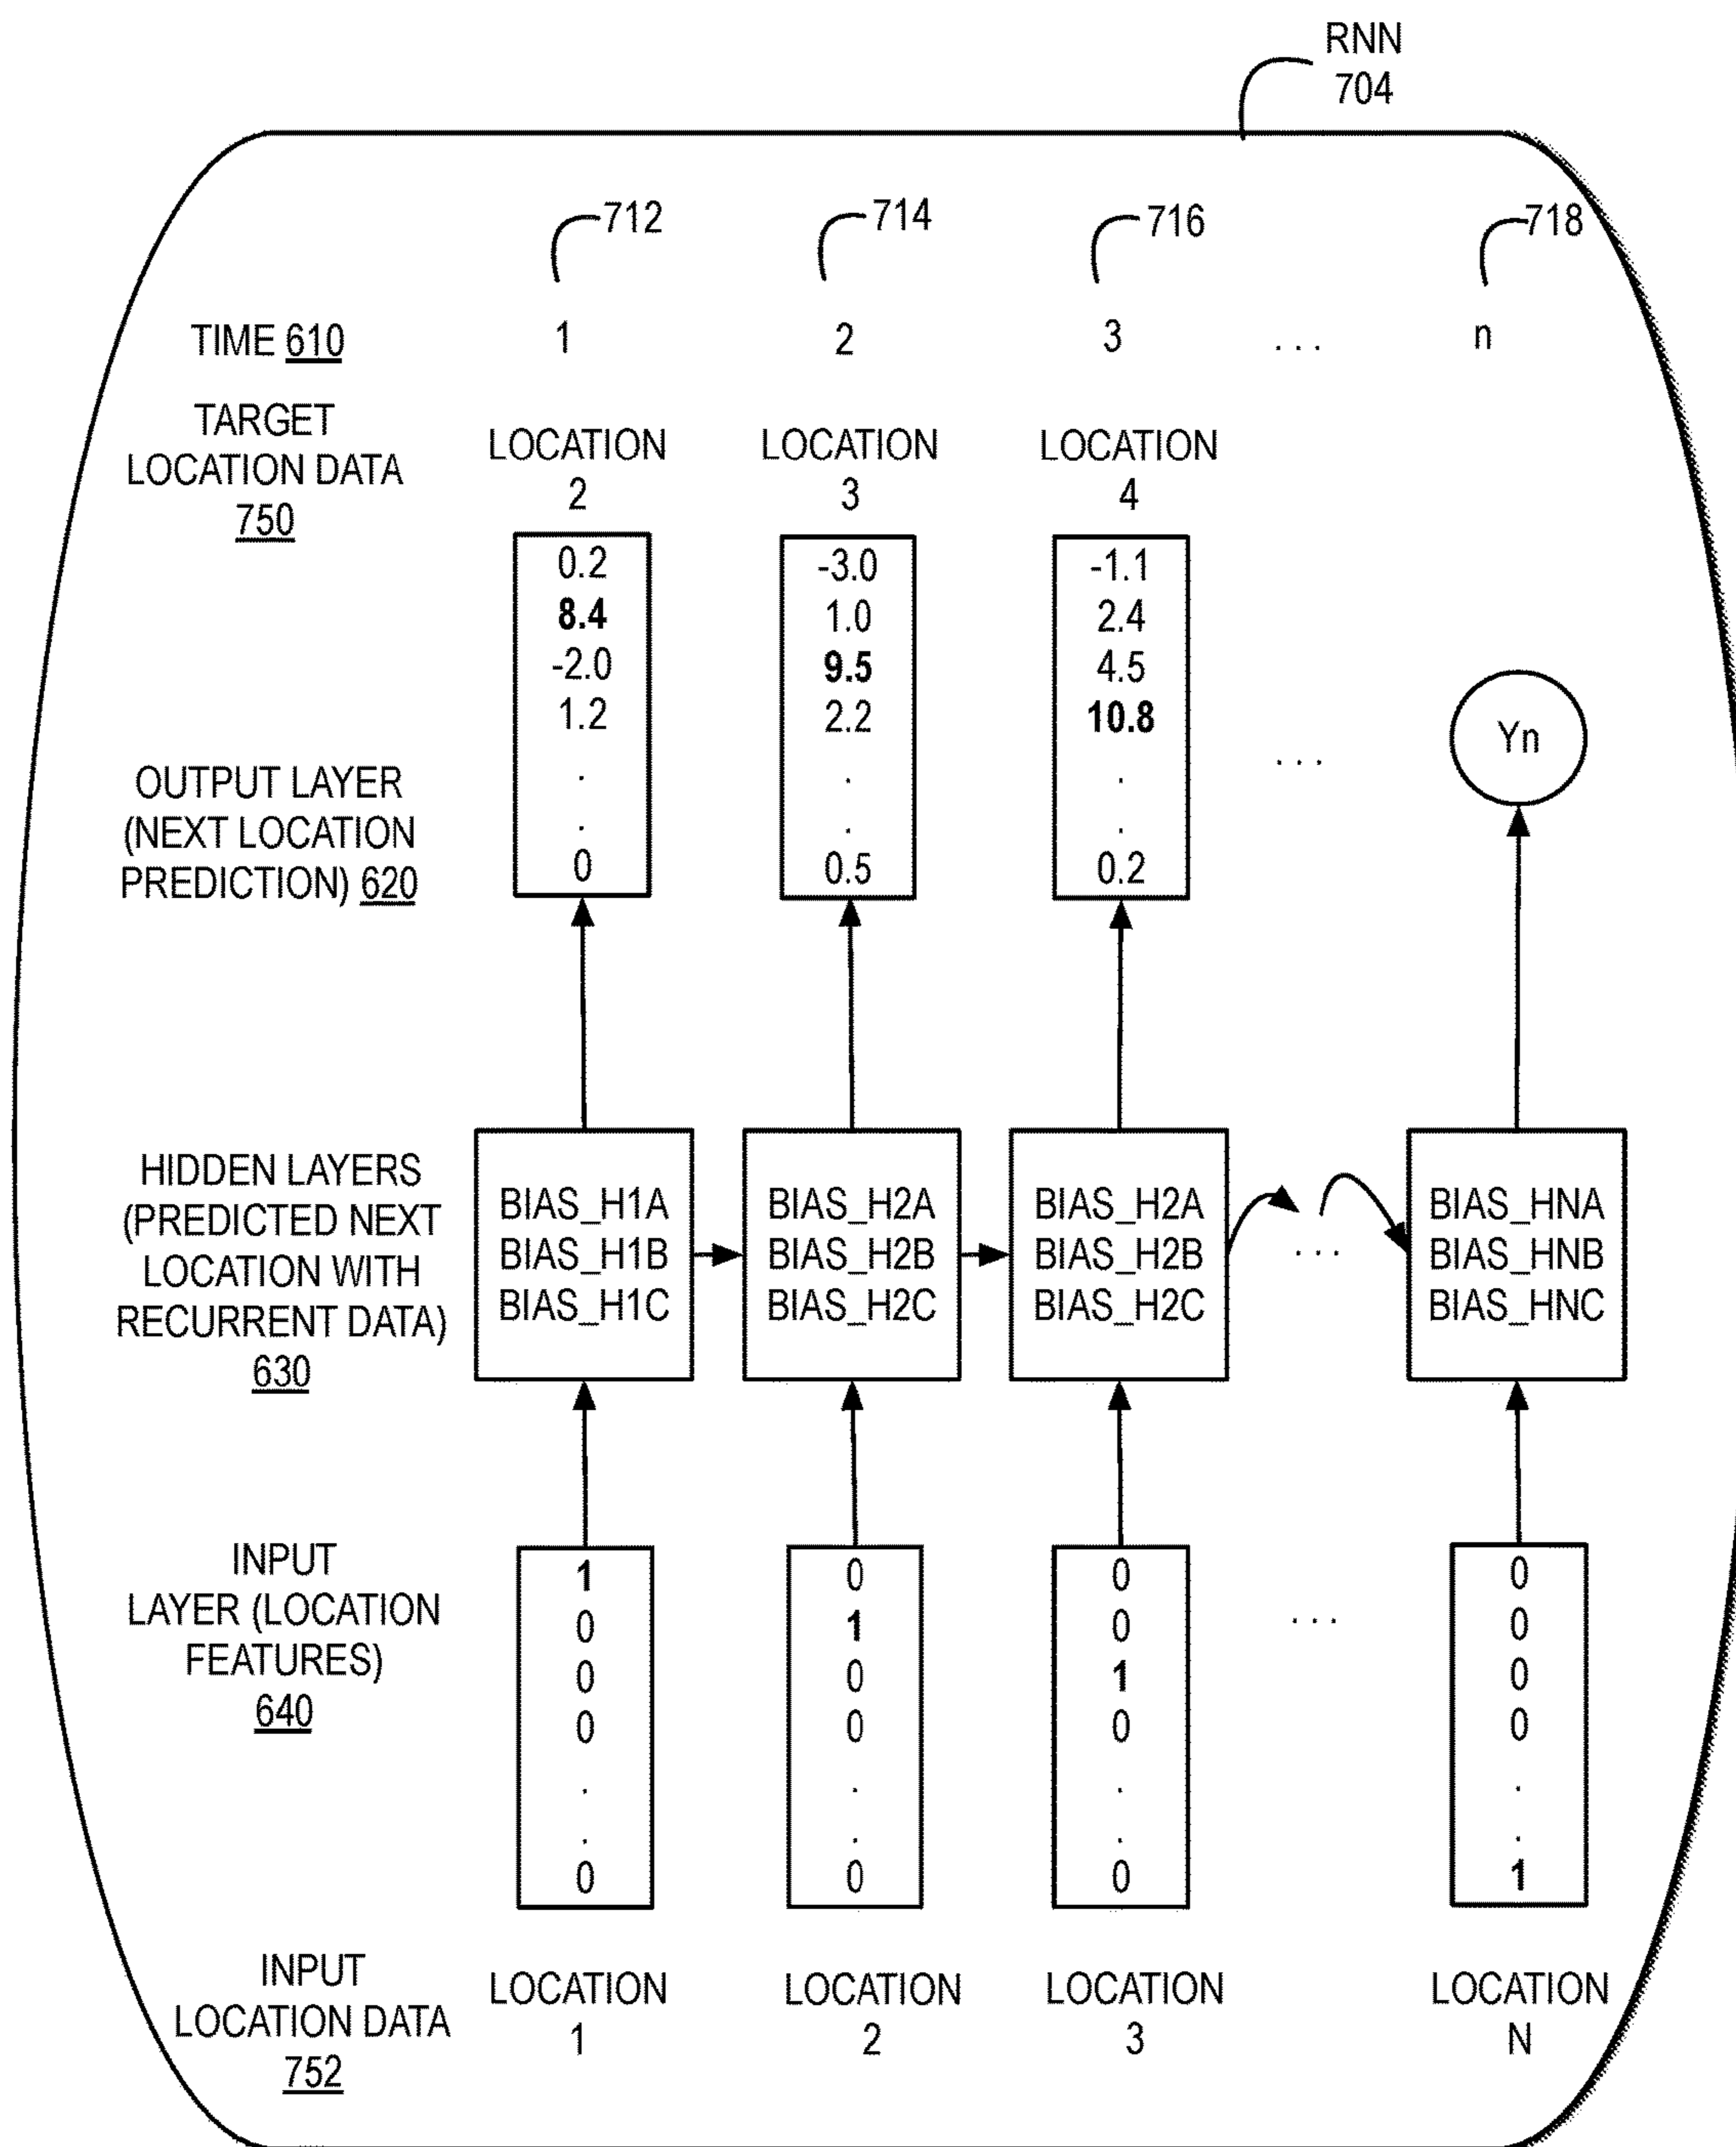 RNN
704
712
714
716
718
TIME 610
1
2
3
. . .
n
TARGET
LOCATION DATA
750
LOCATION
2
LOCATION
3
LOCATION
4
0.2
8.4
-2.0
1.2
.
.
0
-3.0
1.0
9.5
2.2
.
.
0.5
-1.1
2.4
4.5
10.8
.
.
0.2
. . .
Yn
OUTPUT LAYER
(NEXT LOCATION
PREDICTION) 620
HIDDEN LAYERS
(PREDICTED NEXT
LOCATION WITH
RECURRENT DATA)
630
BIAS_H1A
BIAS_H1B
BIAS_H1C
BIAS_H2A
BIAS_H2B
BIAS_H2C
BIAS_H2A
BIAS_H2B
BIAS_H2C
. . .
BIAS_HNA
BIAS_HNB
BIAS_HNC
INPUT
LAYER (LOCATION
FEATURES)
640
1
0
0
0
.
.
0
0
1
0
0
.
.
0
0
0
1
0
.
.
0
. . .
0
0
0
0
.
.
1
INPUT
LOCATION DATA
752
LOCATION
1
LOCATION
2
LOCATION
3
LOCATION
N